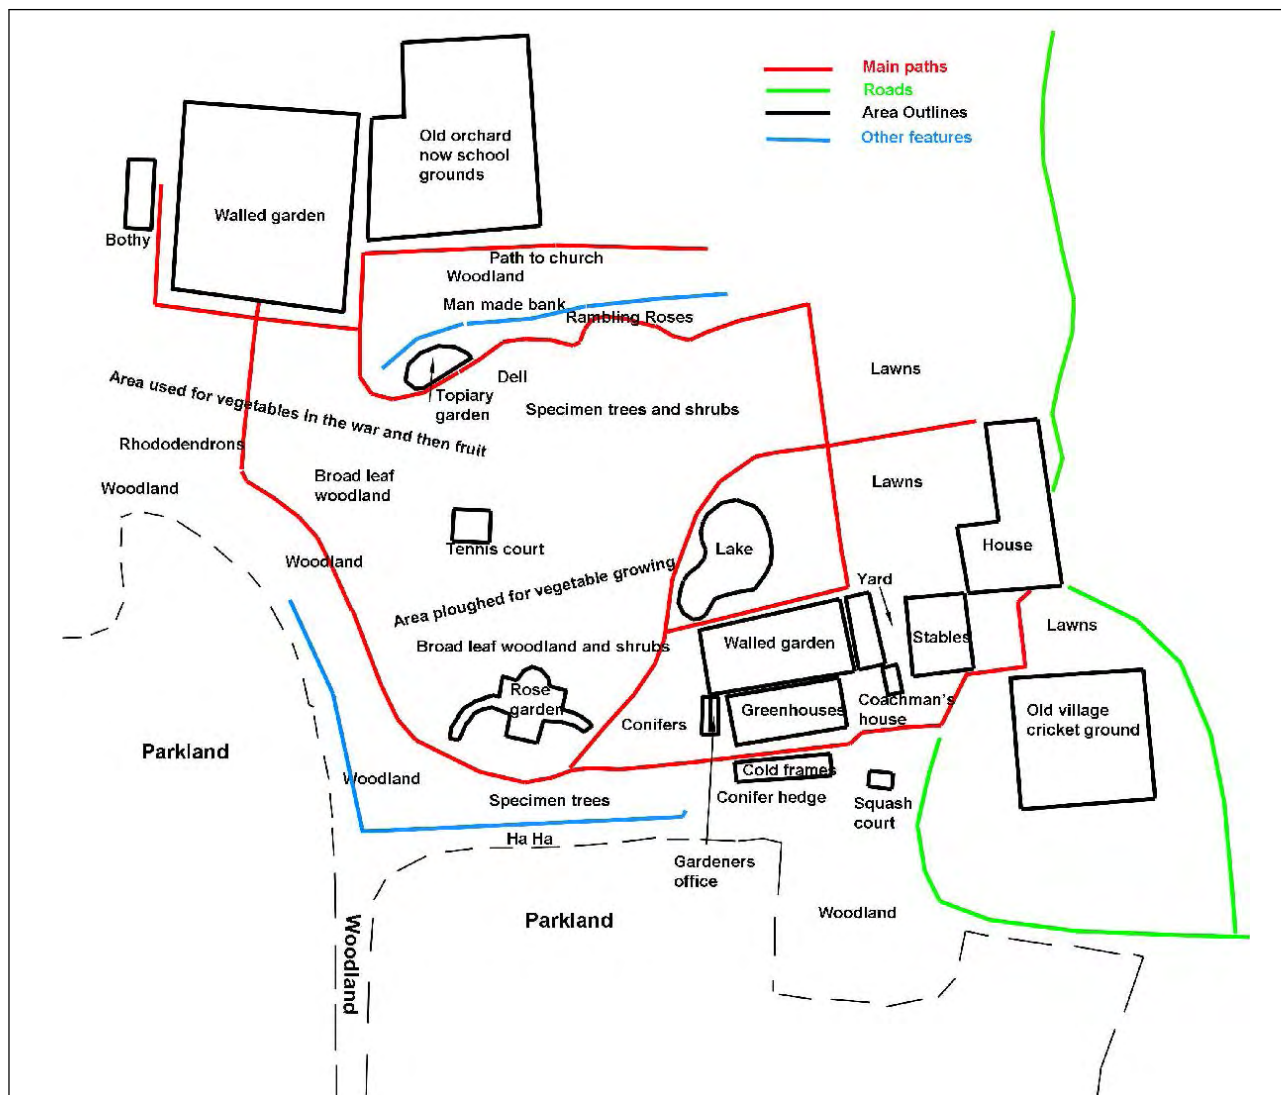 Main paths
Roads
Area Outlines
Other features
Old orchard
now school
grounds
Walled garden
Bothy
Path to church
Woodland
Man made bank
Rambling Roses
Area used for vegetables in the war and then fruit
Dell
Topiary
garden
Specimen trees and shrubs
Lawns
Rhododendrons
Woodland
Broad leaf
woodland
Lawns
Tennis court
Woodland
Lake
House
Area ploughed for vegetable growing
Yard
Broad leaf woodland and shrubs
Walled garden
Stables
Lawns
Rose
garden
Conifers
Greenhouses
Coachman's
house
Old village
cricket ground
Parkland
Woodland
Cold frames
Specimen trees
Conifer hedge
Squash
court
Ha Ha
Gardeners
office
Parkland
Woodland
Woodland